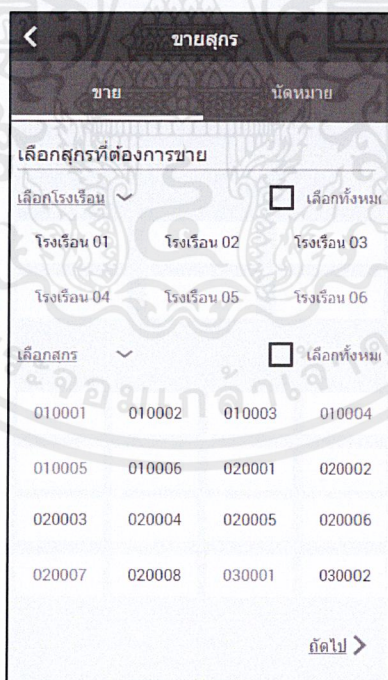 ขายสุกร
ขาย นัดหมาย
เลือกสุกรที่ต้องการขาย
เลือกโรงเรือน เลือกทั้งหมด
โรงเรือน 01 โรงเรือน 02 โรงเรือน 03
โรงเรือน 04 โรงเรือน 05 โรงเรือน 06
เลือกสุกร เลือกทั้งหมด
010001 010002 010003 010004
010005 010006 020001 020002
020003 020004 020005 020006
020007 020008 030001 030002
ถัดไป